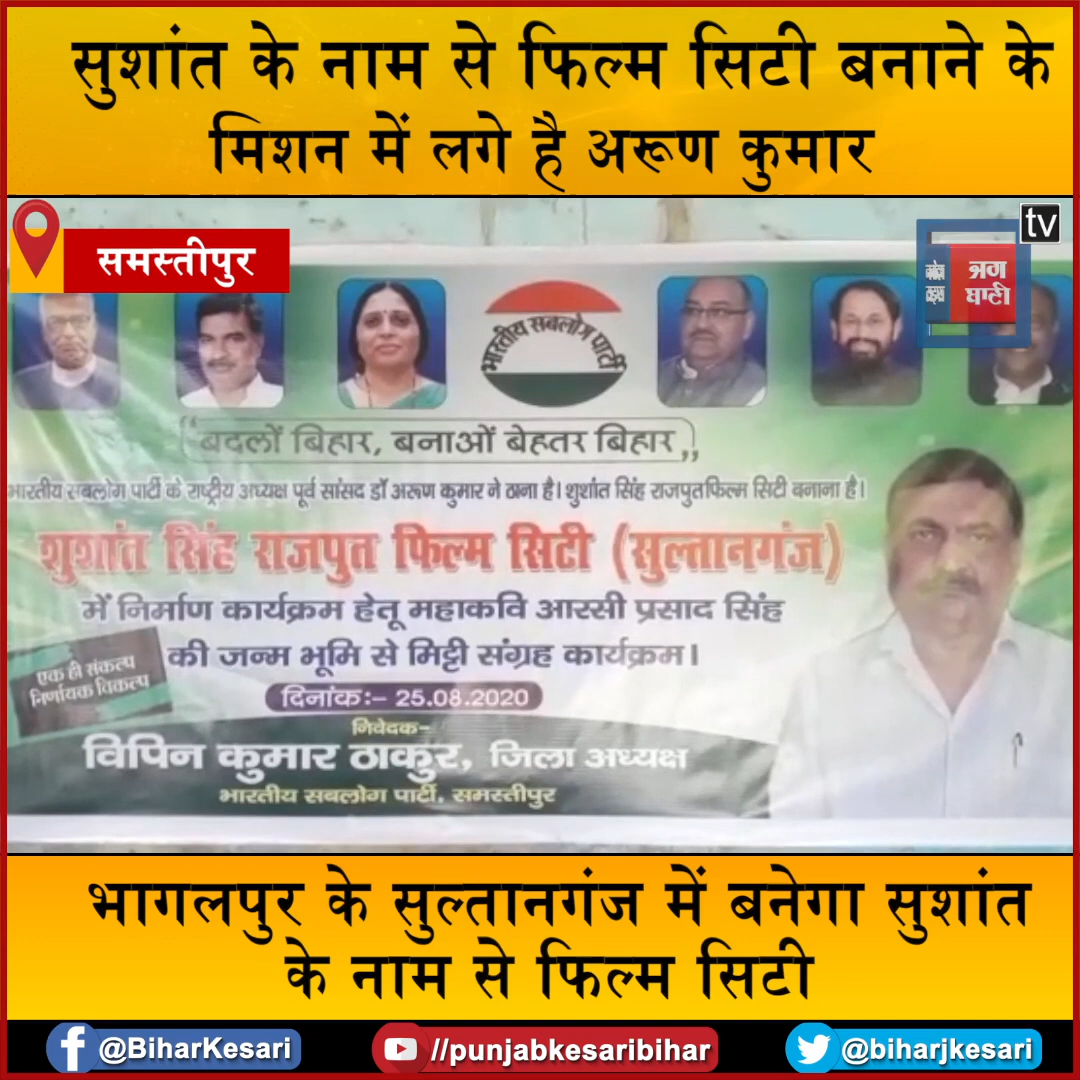 सुशांत के नाम से फिल्म सिटी बनाने के
मिशन में लगे है अरूण कुमार
समस्तीपुर
tv
भारतीय सबलोग पार्टी
"बदलों बिहार, बनाओं बेहतर बिहार„
भारतीय सबलोग पार्टी के राष्ट्रीय अध्यक्ष पूर्व सांसद डॉ अरूण कुमार ने ठाना है। शुशांत सिंह राजपुतफिल्म सिटी बनाना है।
शुशांत सिंह राजपुत फिल्म सिटी (सुल्तानगंज)
में निर्माण कार्यक्रम हेतू महाकवि आरसी प्रसाद सिंह
की जन्म भूमि से मिट्टी संग्रह कार्यक्रम।
एक ही संकल्प
निर्णायक विकल्प
दिनांकः- 25.08.2020
निवेदक-
विपिन कुमार ठाकुर, जिला अध्यक्ष
भारतीय सबलोग पार्टी, समस्तीपुर
भागलपुर के सुल्तानगंज में बनेगा सुशांत
के नाम से फिल्म सिटी
@BiharKesari
//punjabkesaribihar
@biharjkesari